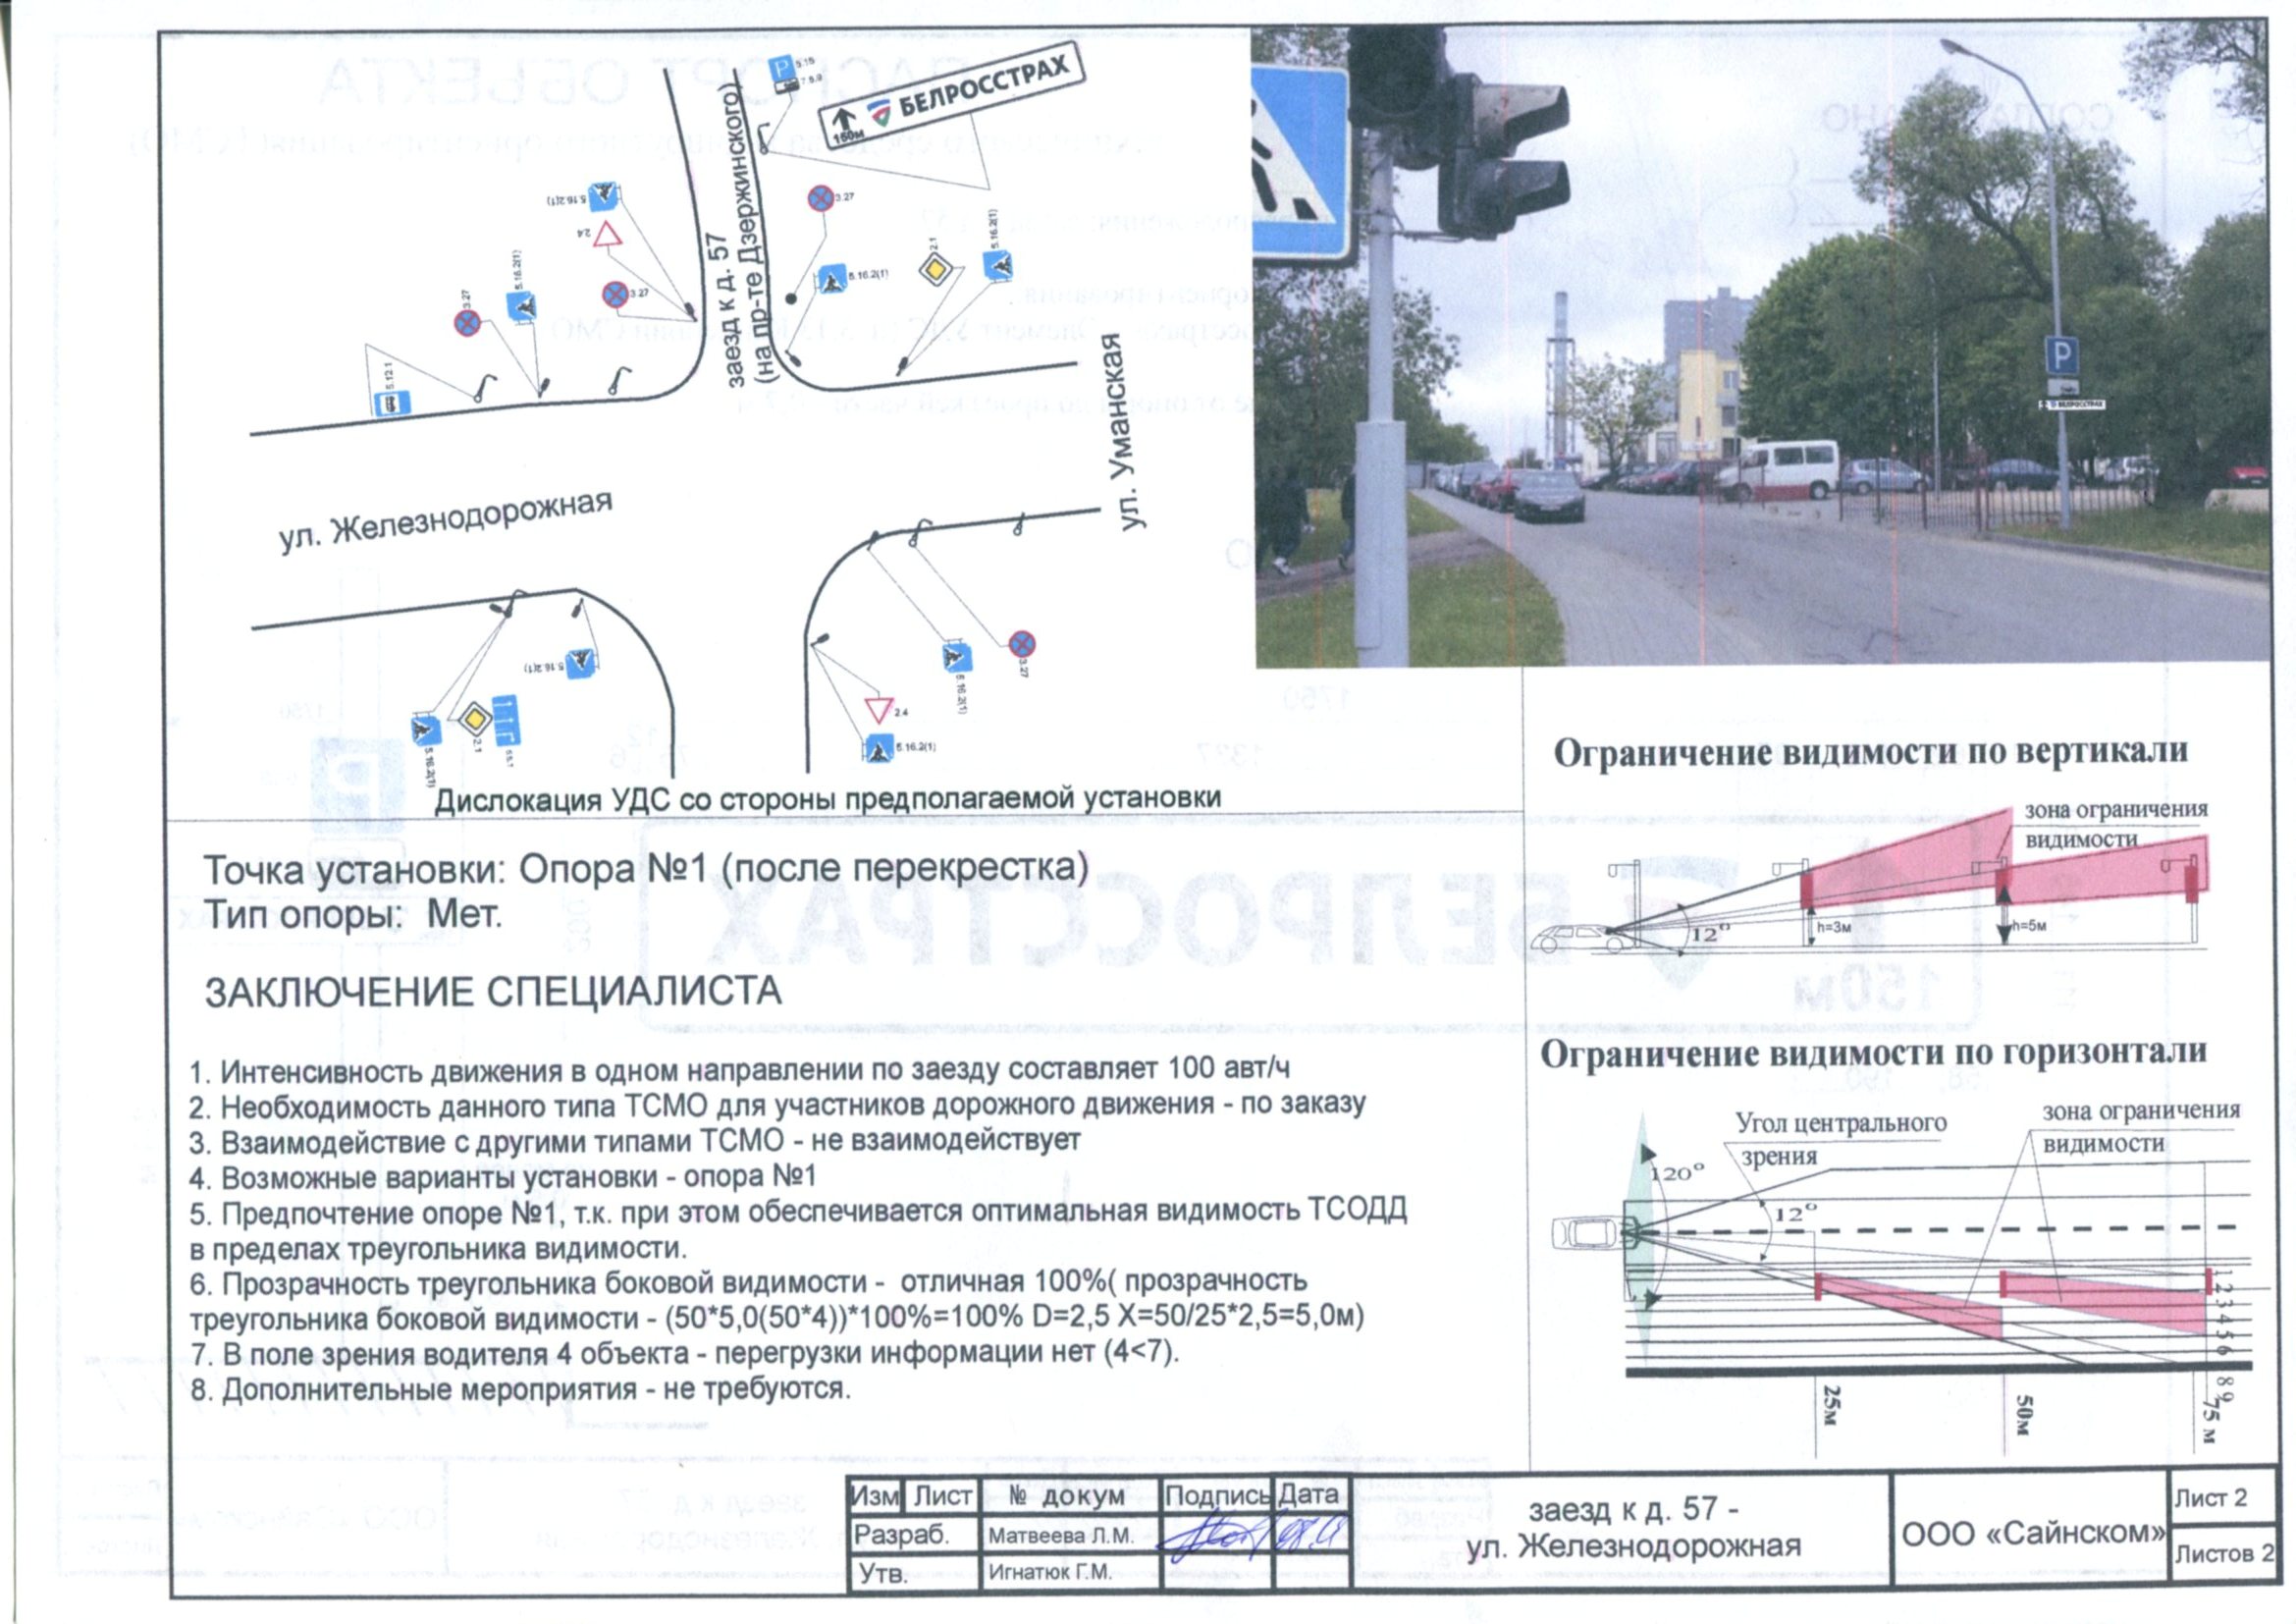 P 5.15
7.6.9
150м БЕЛРОССТРАХ
заезд к д. 57
(на пр-те Дзержинского)
5.16.2(1)
2.4
3.27
5.16.2(1)
3.27
5.12.1
3.27
5.16.2(1)
2.1
5.16.2(1)
ул. Железнодорожная
ул. Уманская
5.16.2(1)
5.16.2(1)
2.1
5.16.2(1)
3.27
2.4
5.16.2(1)
Дислокация УДС со стороны предполагаемой установки
P
БЕЛРОССТРАХ
Точка установки: Опора №1 (после перекрестка)
Тип опоры: Мет.
ЗАКЛЮЧЕНИЕ СПЕЦИАЛИСТА
1. Интенсивность движения в одном направлении по заезду составляет 100 авт/ч
2. Необходимость данного типа ТСМО для участников дорожного движения - по заказу
3. Взаимодействие с другими типами ТСМО - не взаимодействует
4. Возможные варианты установки - опора №1
5. Предпочтение опоре №1, т.к. при этом обеспечивается оптимальная видимость ТСОДД
в пределах треугольника видимости.
6. Прозрачность треугольника боковой видимости - отличная 100%( прозрачность
треугольника боковой видимости - (50*5,0(50*4))*100%=100% D=2,5 X=50/25*2,5=5,0м)
7. В поле зрения водителя 4 объекта - перегрузки информации нет (4<7).
8. Дополнительные мероприятия - не требуются.
Ограничение видимости по вертикали
зона ограничения
видимости
12°
h=3м
h=5м
Ограничение видимости по горизонтали
Угол центрального
зрения
зона ограничения
видимости
120°
12°
1 2 3 4 5 6
8 9
25м
50м
75 м
Изм Лист № докум Подпись Дата
Разраб. Матвеева Л.М.
Утв. Игнатюк Г.М.
заезд к д. 57 -
ул. Железнодорожная
ООО «Сайнском»
Лист 2
Листов 2